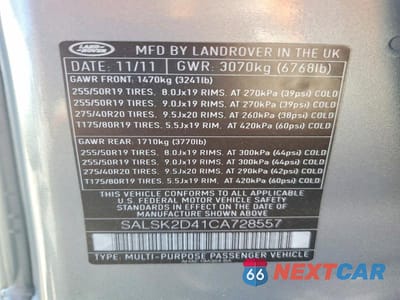 LAND
ROVER
MFD BY LANDROVER IN THE UK
DATE: 11/11 GWR: 3070kg (6768lb)
GAWR FRONT: 1470kg (3241lb)
255/50R19 TIRES, 8.0Jx19 RIMS, AT 270kPa (39psi) COLD
255/50R19 TIRES, 9.0Jx19 RIMS, AT 270kPa (39psi) COLD
275/40R20 TIRES, 9.5Jx20 RIMS, AT 260kPa (38psi) COLD
T175/80R19 TIRES, 5.5Jx19 RIM, AT 420kPa (60psi) COLD
GAWR REAR: 1710kg (3770lb)
255/50R19 TIRES, 8.0Jx19 RIMS, AT 300kPa (44psi) COLD
255/50R19 TIRES, 9.0Jx19 RIMS, AT 300kPa (44psi) COLD
275/40R20 TIRES, 9.5Jx20 RIMS, AT 290kPa (42psi) COLD
T175/80R19 TIRES, 5.5Jx19 RIM, AT 420kPa (60psi) COLD
THIS VEHICLE CONFORMS TO ALL APPLICABLE
U.S. FEDERAL MOTOR VEHICLE SAFETY
STANDARDS IN EFFECT ON THE DATE OF
MANUFACTURE SHOWN ABOVE.
SALSK2D41CA728557
TYPE: MULTI-PURPOSE PASSENGER VEHICLE
66 NEXTCAR